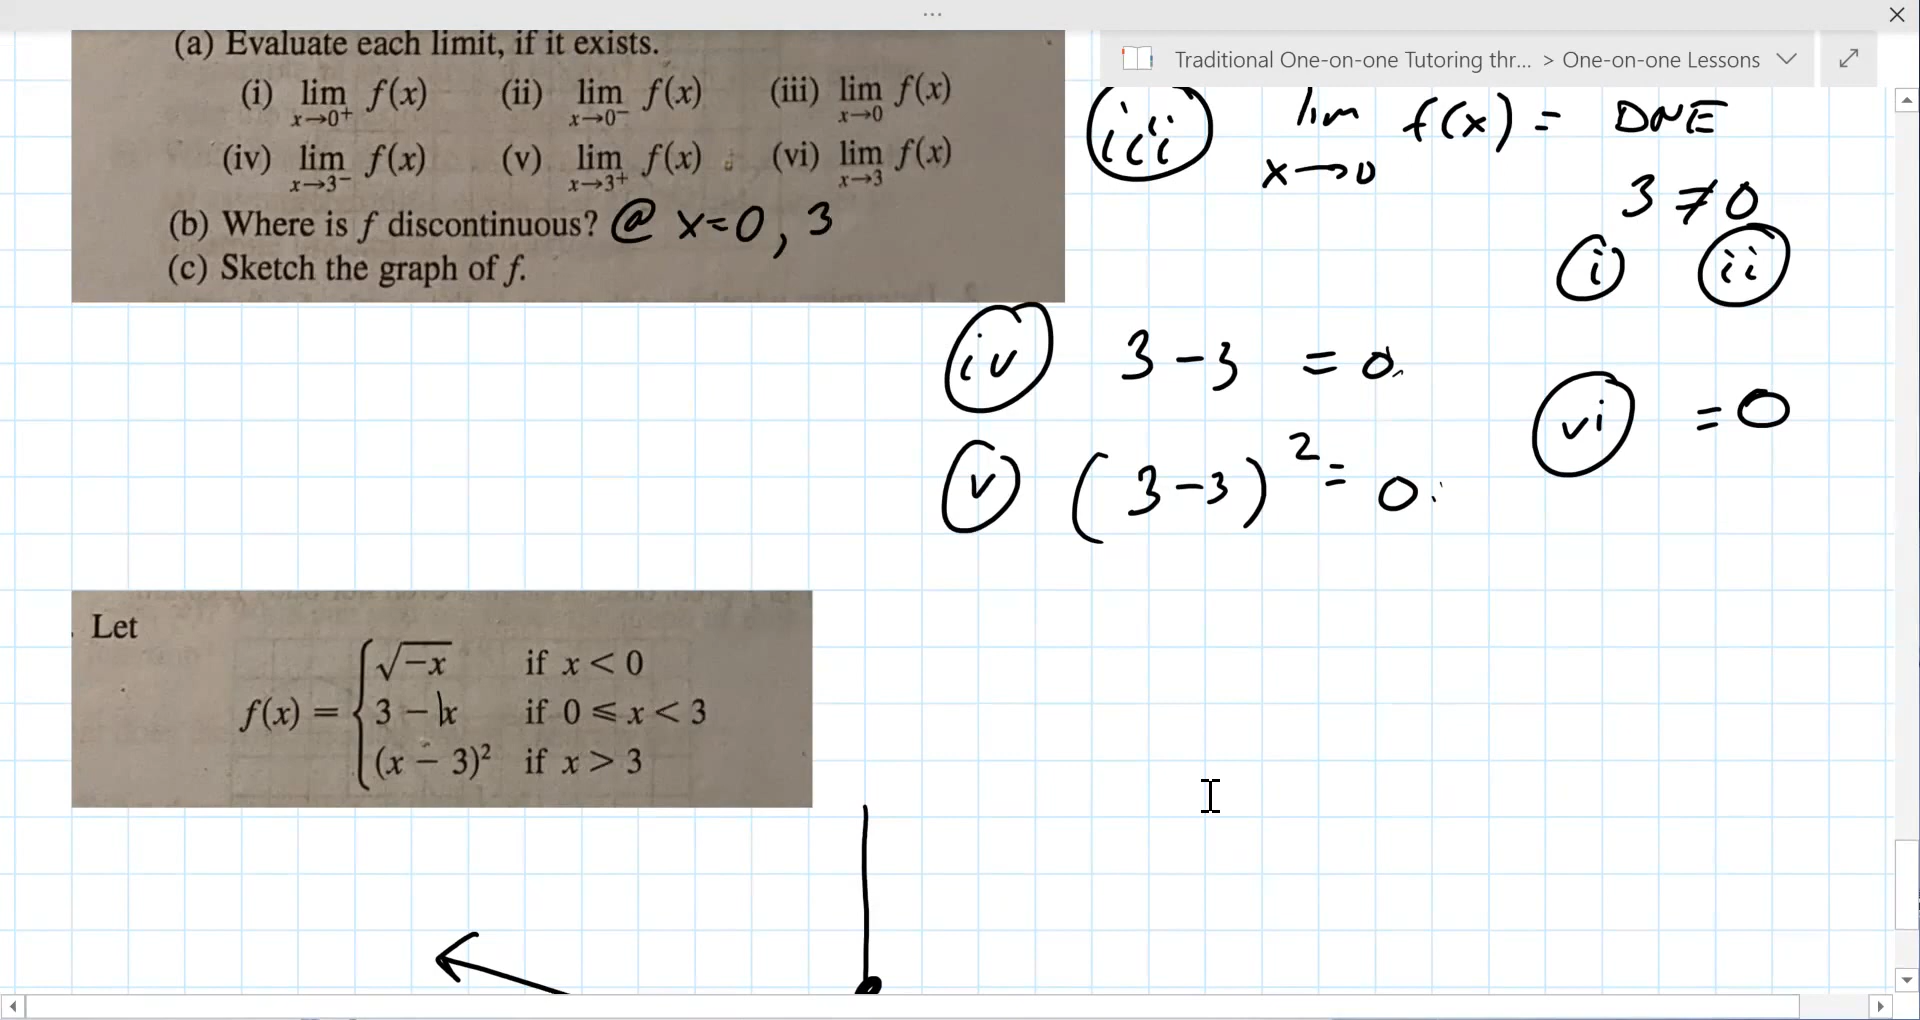 Traditional One-on-one Tutoring thr... > One-on-one Lessons
(a) Evaluate each limit, if it exists.
(i) lim x→0⁺ f(x) (ii) lim x→0⁻ f(x) (iii) lim x→0 f(x)
(iv) lim x→3⁻ f(x) (v) lim x→3⁺ f(x) (vi) lim x→3 f(x)
(b) Where is f discontinuous? @ x=0, 3
(c) Sketch the graph of f.
iii lim x→0 f(x) = DNE
3 ≠ 0
i ii
iv 3-3 = 0
v (3-3)² = 0
vi = 0
Let
f(x) = { √−x if x < 0
3 − x if 0 ⩽ x < 3
(x − 3)² if x > 3